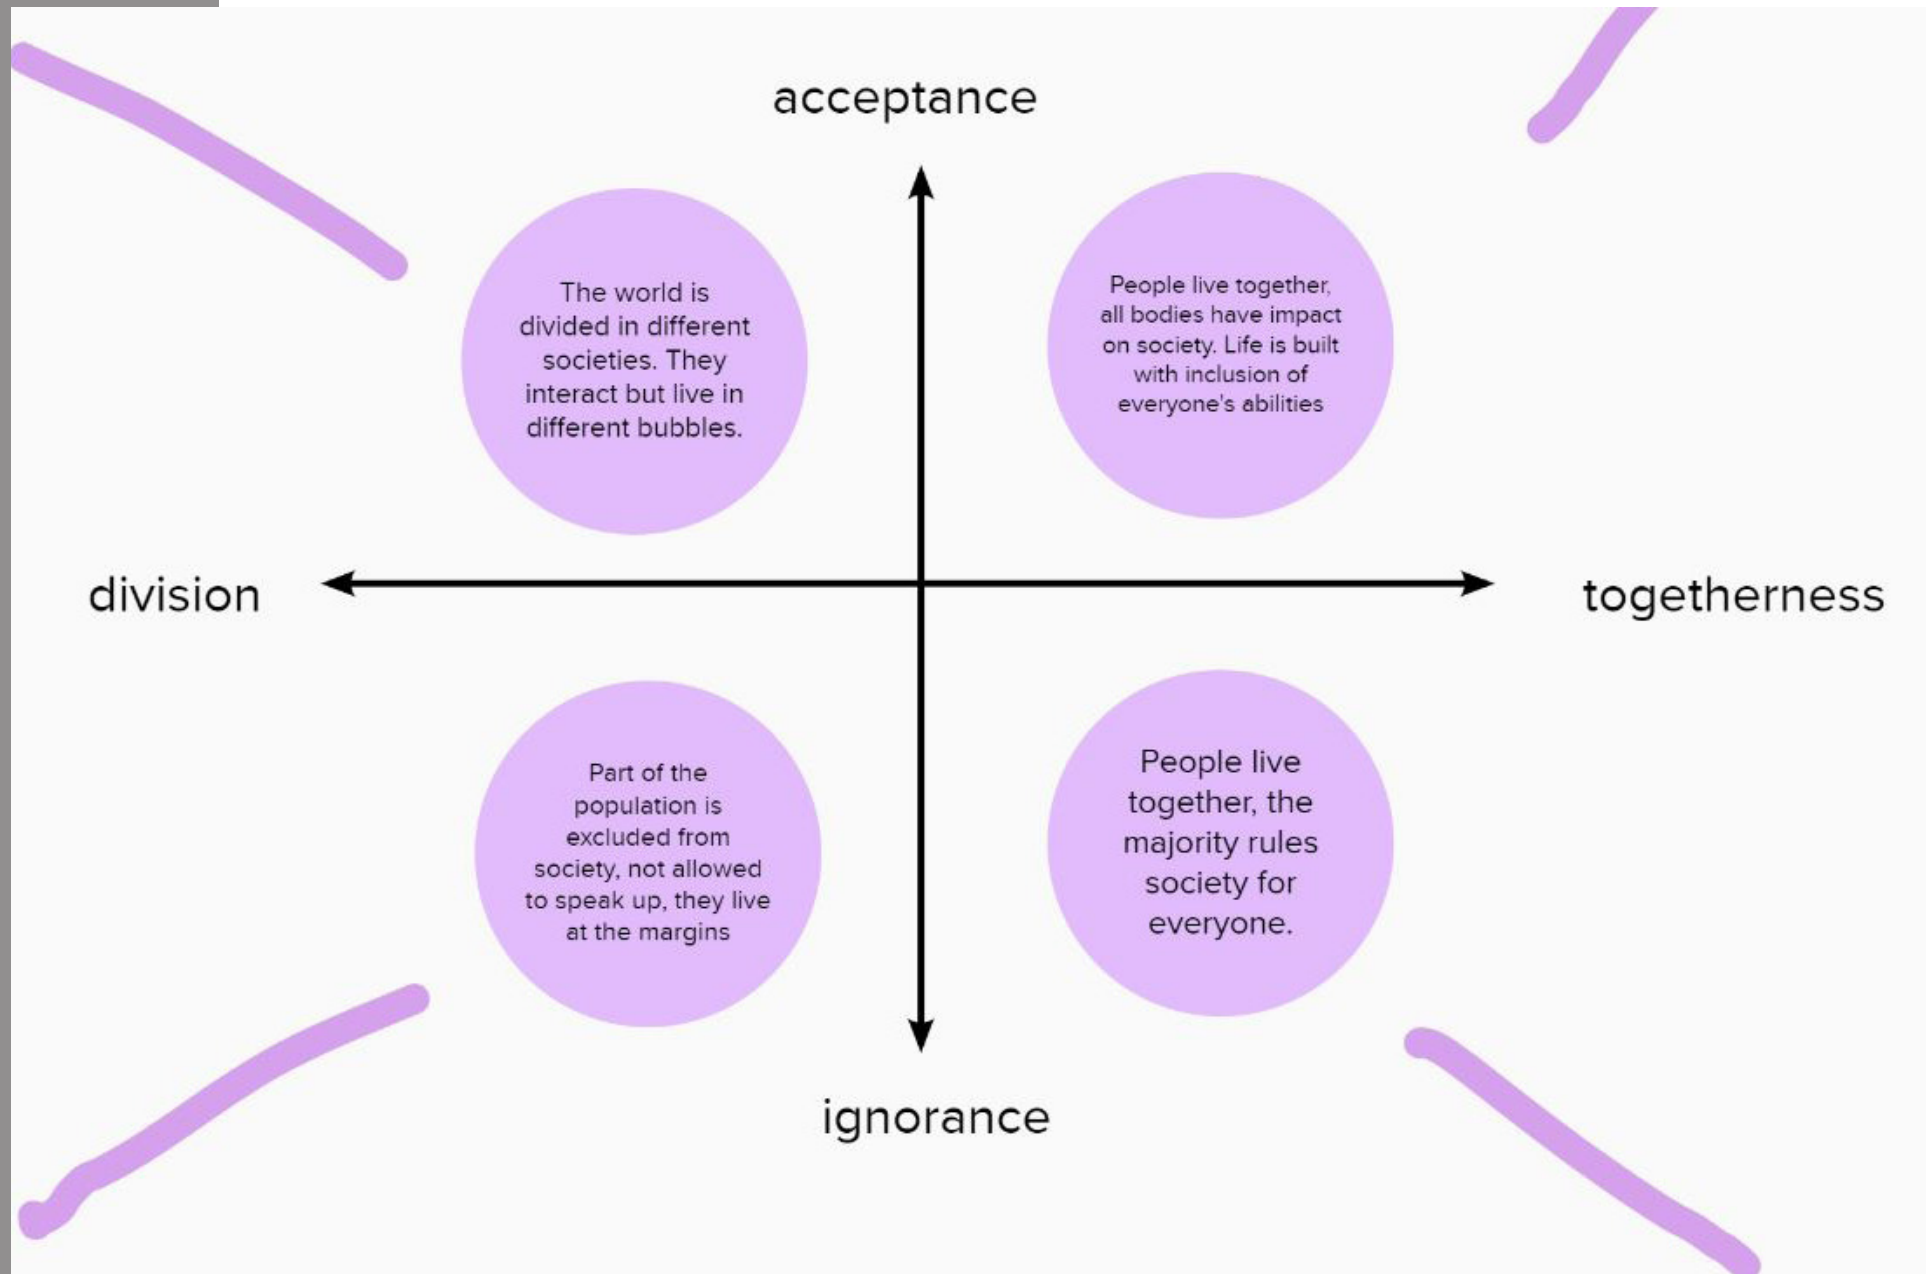 acceptance
The world is
divided in different
societies. They
interact but live in
different bubbles.
People live together,
all bodies have impact
on society. Life is built
with inclusion of
everyone's abilities
division
togetherness
Part of the
population is
excluded from
society, not allowed
to speak up, they live
at the margins
People live
together, the
majority rules
society for
everyone.
ignorance